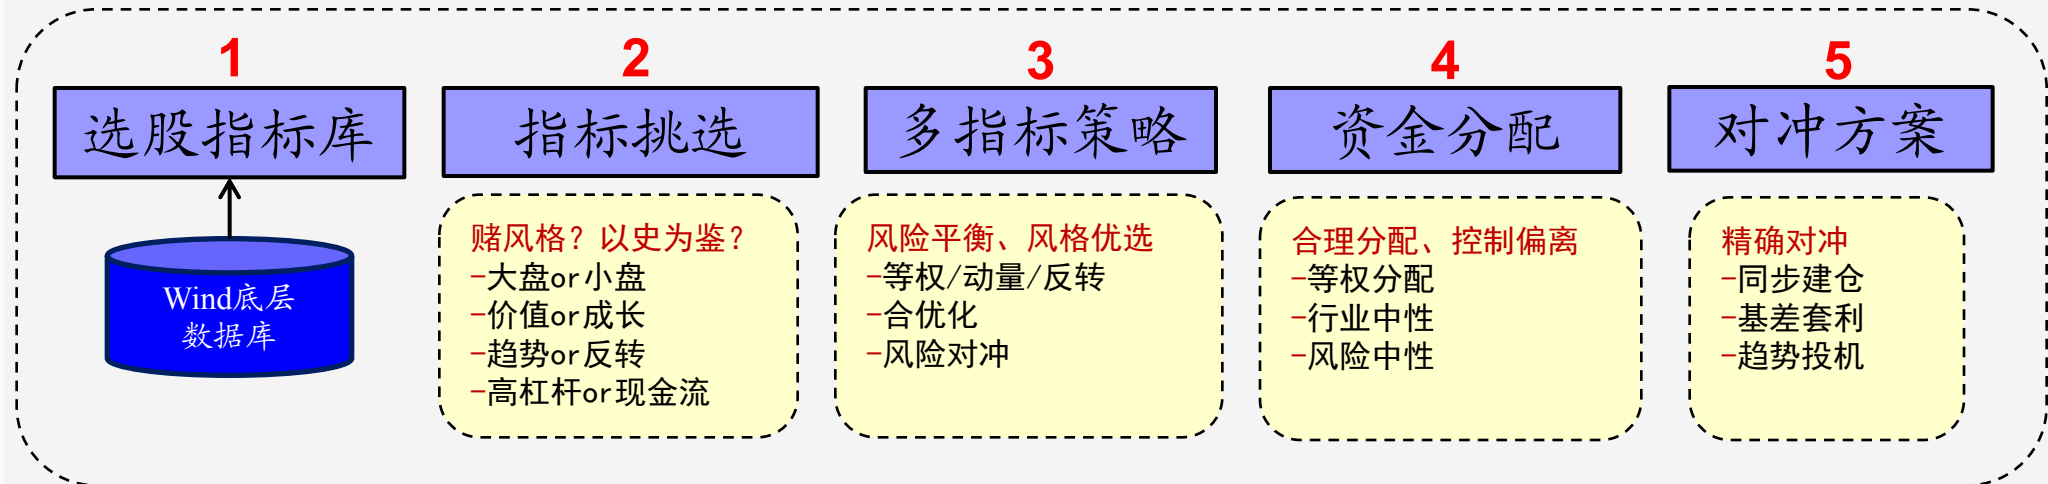 1
选股指标库
Wind底层
数据库
2
指标挑选
赌风格？以史为鉴？
-大盘or小盘
-价值or成长
-趋势or反转
-高杠杆or现金流
3
多指标策略
风险平衡、风格优选
-等权/动量/反转
-合优化
-风险对冲
4
资金分配
合理分配、控制偏离
-等权分配
-行业中性
-风险中性
5
对冲方案
精确对冲
-同步建仓
-基差套利
-趋势投机